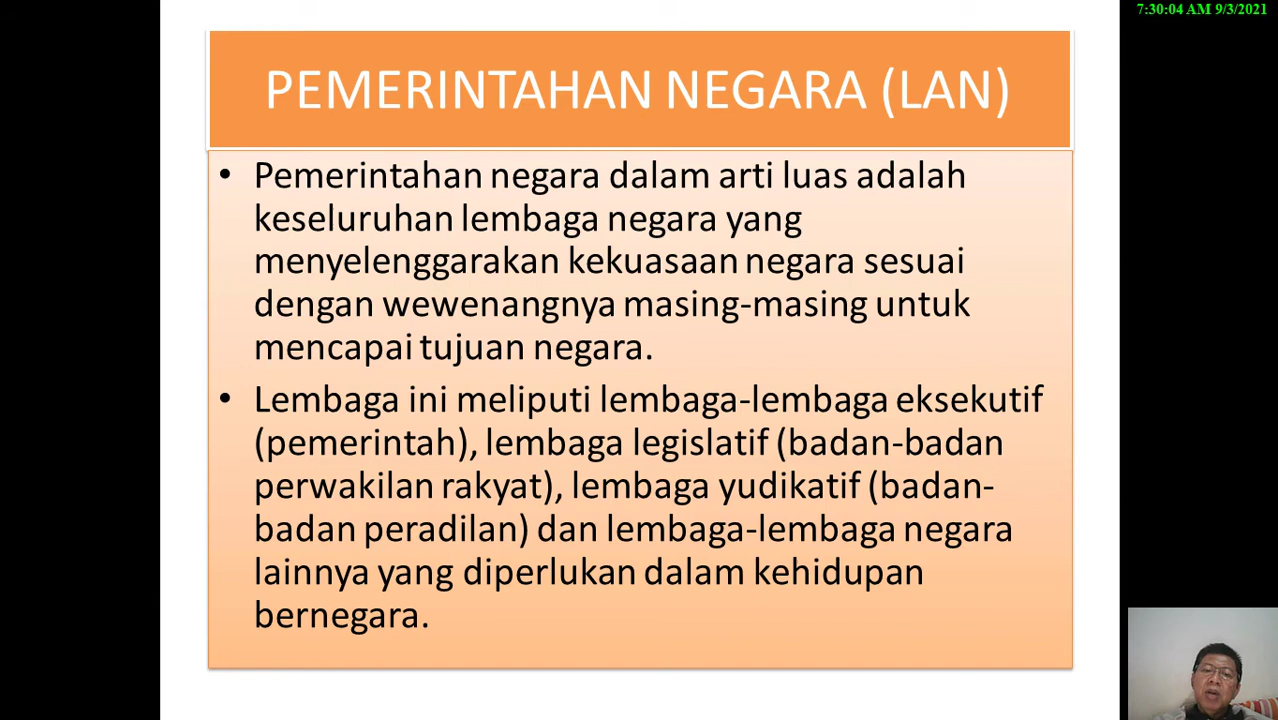 7:30:04 AM 9/3/2021
PEMERINTAHAN NEGARA (LAN)
• Pemerintahan negara dalam arti luas adalah
keseluruhan lembaga negara yang
menyelenggarakan kekuasaan negara sesuai
dengan wewenangnya masing-masing untuk
mencapai tujuan negara.
• Lembaga ini meliputi lembaga-lembaga eksekutif
(pemerintah), lembaga legislatif (badan-badan
perwakilan rakyat), lembaga yudikatif (badan-
badan peradilan) dan lembaga-lembaga negara
lainnya yang diperlukan dalam kehidupan
bernegara.